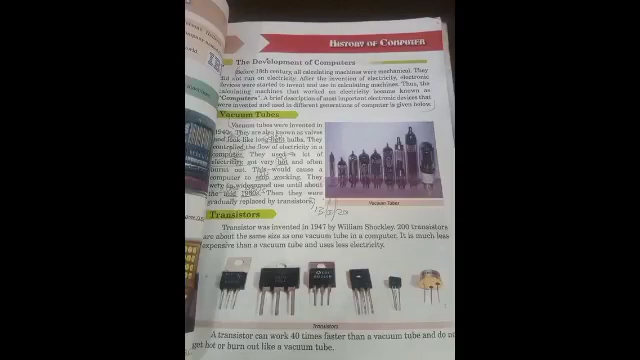 HISTORY OF COMPUTER
The Development of Computers
Before 19th century, all calculating machines were mechanical. They
did not run on electricity. After the invention of electricity, electronic
devices were started to invent and use in calculating machines. Thus, the
calculating machines that worked on electricity became known as
"Computers". A brief description of most important electronic devices that
were invented and used in different generations of computer is given below.
Vacuum Tubes
Vacuum tubes were invented in
1940s. They are also known as valves
and look like long light bulbs. They
controlled the flow of electricity in a
computer. They used a lot of
electricity got very hot and often
burnt out. This would cause a
computer to stop working. They
were in widespread use until about
the mid 1960s. Then they were
gradually replaced by transistors.
Vacuum Tubes
Transistors
Transistor was invented in 1947 by William Shockley. 200 transistors
are about the same size as one vacuum tube in a computer. It is much less
expensive than a vacuum tube and uses less electricity.
Transistors
A transistor can work 40 times faster than a vacuum tube and do not
get hot or burn out like a vacuum tube.